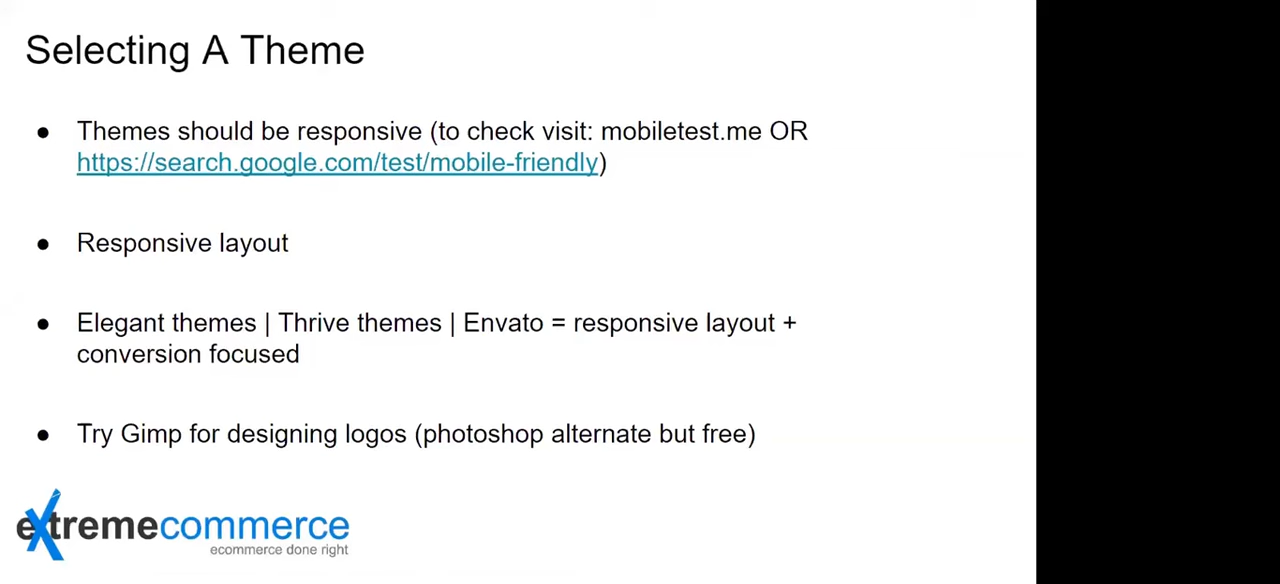 Selecting A Theme
● Themes should be responsive (to check visit: mobiletest.me OR
https://search.google.com/test/mobile-friendly)
● Responsive layout
● Elegant themes | Thrive themes | Envato = responsive layout +
conversion focused
● Try Gimp for designing logos (photoshop alternate but free)
extremecommerce
ecommerce done right